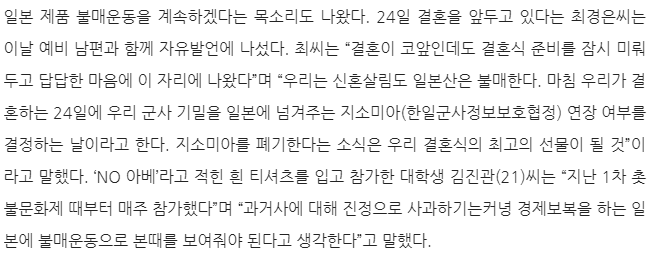 일본 제품 불매운동을 계속하겠다는 목소리도 나왔다. 24일 결혼을 앞두고 있다는 최경은씨는
이날 예비 남편과 함께 자유발언에 나섰다. 최씨는 “결혼이 코앞인데도 결혼식 준비를 잠시 미뤄
두고 답답한 마음에 이 자리에 나왔다”며 “우리는 신혼살림도 일본산은 불매한다. 마침 우리가 결
혼하는 24일에 우리 군사 기밀을 일본에 넘겨주는 지소미아(한일군사정보보호협정) 연장 여부를
결정하는 날이라고 한다. 지소미아를 폐기한다는 소식은 우리 결혼식의 최고의 선물이 될 것”이
라고 말했다. ‘NO 아베’라고 적힌 흰 티셔츠를 입고 참가한 대학생 김진관(21)씨는 “지난 1차 촛
불문화제 때부터 매주 참가했다”며 “과거사에 대해 진정으로 사과하기는커녕 경제보복을 하는 일
본에 불매운동으로 본때를 보여줘야 된다고 생각한다”고 말했다.